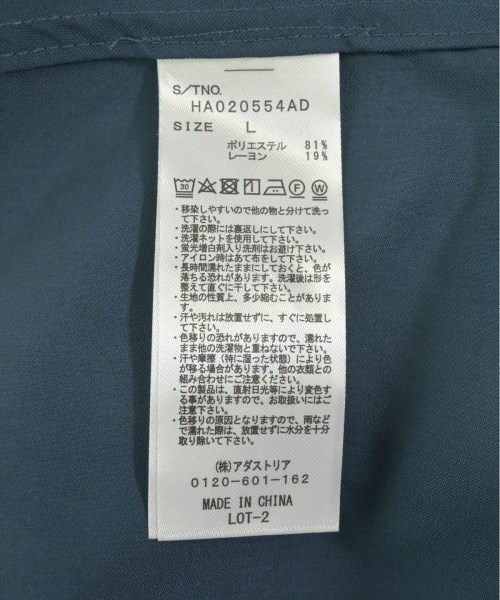 S/TNO.
HA020554AD
SIZE L
ポリエステル 81%
レーヨン 19%
30 F W
・移染しやすいので他の物と分けて洗っ
て下さい。
・洗濯の際には裏返しにして下さい。
・洗濯ネットを使用して下さい。
・蛍光増白剤入り洗剤はお避け下さい。
・アイロン時はあて布をして下さい。
・長時間濡れたままにしておくと、色が
落ちる恐れがあります。洗濯後は形を
整えて直ぐに干して下さい。
・生地の性質上、多少縮むことがありま
す。
・汗や汚れは放置せずに、すぐに処置し
て下さい。
・色移りの恐れがありますので、濡れた
まま他の洗濯物と重ねないで下さい。
・汗や摩擦（特に湿った状態）により色
が移る場合があります。他の衣類との
組み合わせにご注意ください。
・この製品は、直射日光等により変色す
る事がありますので、お取扱いにはご
注意下さい。
・色移りの原因となりますので、雨など
で濡れた際は、放置せずに水分を十分
取り除いて下さい。
(株)アダストリア
0120-601-162
MADE IN CHINA
LOT-2